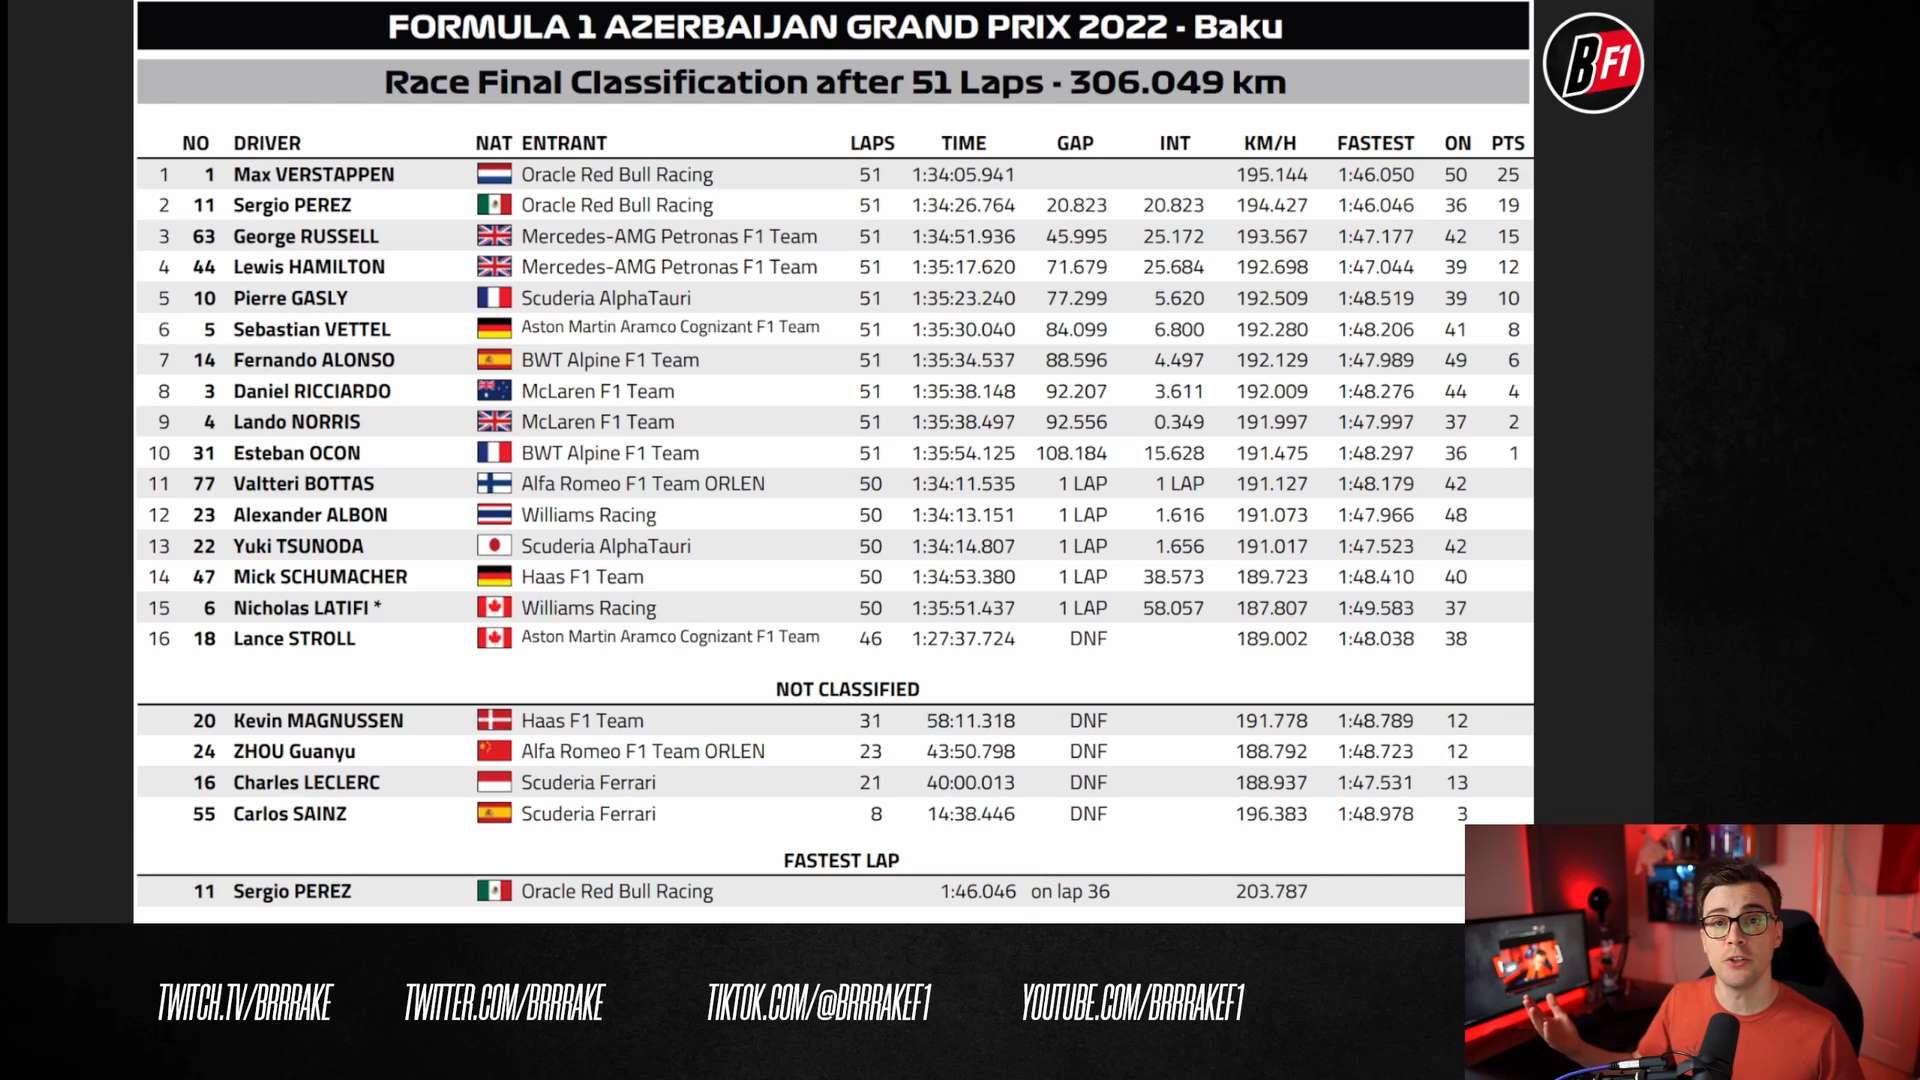 FORMULA 1 AZERBAIJAN GRAND PRIX 2022 - Baku
BF1
Race Final Classification after 51 Laps - 306.049 km
NO DRIVER NAT ENTRANT LAPS TIME GAP INT KM/H FASTEST ON PTS
1 1 Max VERSTAPPEN Oracle Red Bull Racing 51 1:34:05.941 195.144 1:46.050 50 25
2 11 Sergio PEREZ Oracle Red Bull Racing 51 1:34:26.764 20.823 20.823 194.427 1:46.046 36 19
3 63 George RUSSELL Mercedes-AMG Petronas F1 Team 51 1:34:51.936 45.995 25.172 193.567 1:47.177 42 15
4 44 Lewis HAMILTON Mercedes-AMG Petronas F1 Team 51 1:35:17.620 71.679 25.684 192.698 1:47.044 39 12
5 10 Pierre GASLY Scuderia AlphaTauri 51 1:35:23.240 77.299 5.620 192.509 1:48.519 39 10
6 5 Sebastian VETTEL Aston Martin Aramco Cognizant F1 Team 51 1:35:30.040 84.099 6.800 192.280 1:48.206 41 8
7 14 Fernando ALONSO BWT Alpine F1 Team 51 1:35:34.537 88.596 4.497 192.129 1:47.989 49 6
8 3 Daniel RICCIARDO McLaren F1 Team 51 1:35:38.148 92.207 3.611 192.009 1:48.276 44 4
9 4 Lando NORRIS McLaren F1 Team 51 1:35:38.497 92.556 0.349 191.997 1:47.997 37 2
10 31 Esteban OCON BWT Alpine F1 Team 51 1:35:54.125 108.184 15.628 191.475 1:48.297 36 1
11 77 Valtteri BOTTAS Alfa Romeo F1 Team ORLEN 50 1:34:11.535 1 LAP 1 LAP 191.127 1:48.179 42
12 23 Alexander ALBON Williams Racing 50 1:34:13.151 1 LAP 1.616 191.073 1:47.966 48
13 22 Yuki TSUNODA Scuderia AlphaTauri 50 1:34:14.807 1 LAP 1.656 191.017 1:47.523 42
14 47 Mick SCHUMACHER Haas F1 Team 50 1:34:53.380 1 LAP 38.573 189.723 1:48.410 40
15 6 Nicholas LATIFI * Williams Racing 50 1:35:51.437 1 LAP 58.057 187.807 1:49.583 37
16 18 Lance STROLL Aston Martin Aramco Cognizant F1 Team 46 1:27:37.724 DNF 189.002 1:48.038 38
NOT CLASSIFIED
20 Kevin MAGNUSSEN Haas F1 Team 31 58:11.318 DNF 191.778 1:48.789 12
24 ZHOU Guanyu Alfa Romeo F1 Team ORLEN 23 43:50.798 DNF 188.792 1:48.723 12
16 Charles LECLERC Scuderia Ferrari 21 40:00.013 DNF 188.937 1:47.531 13
55 Carlos SAINZ Scuderia Ferrari 8 14:38.446 DNF 196.383 1:48.978 3
FASTEST LAP
11 Sergio PEREZ Oracle Red Bull Racing 1:46.046 on lap 36 203.787
TWITCH.TV/BRRRAKE TWITTER.COM/BRRRAKE TIKTOK.COM/@BRRRAKEF1 YOUTUBE.COM/BRRRAKEF1